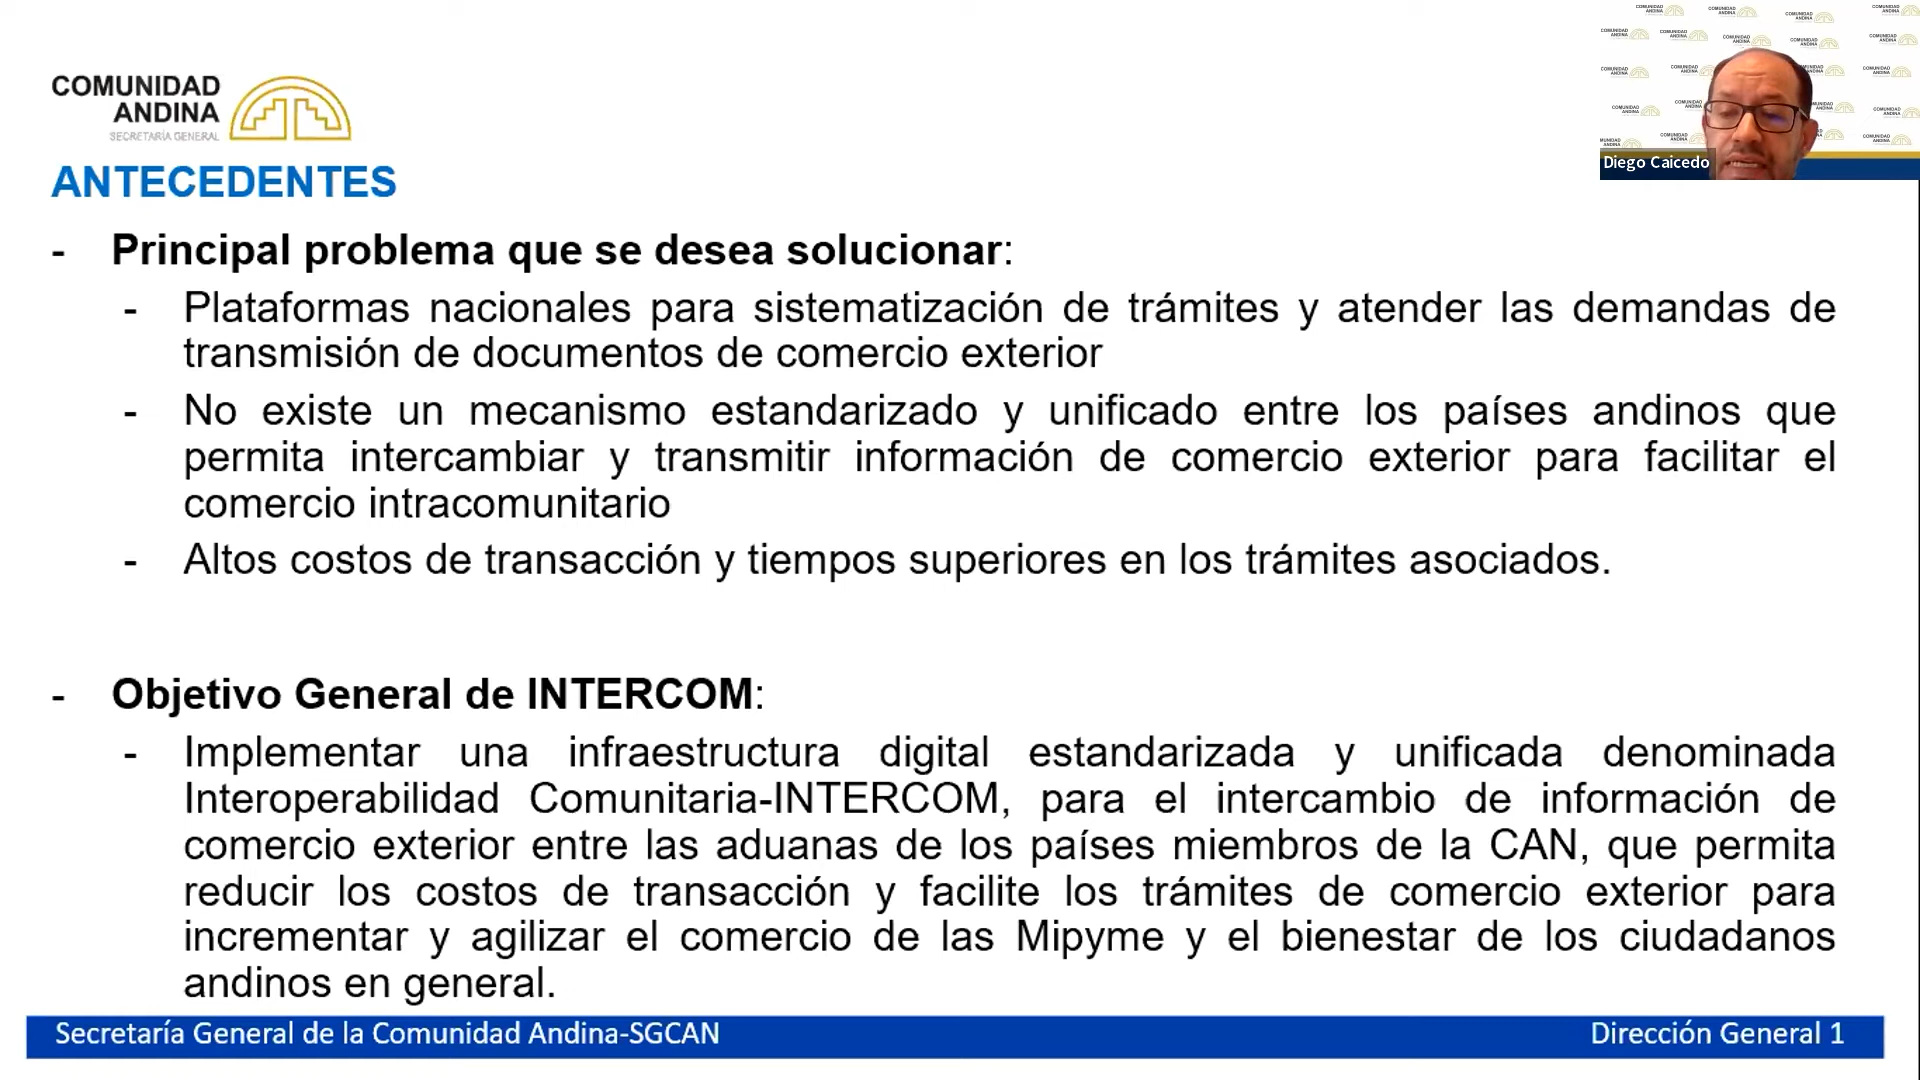 COMUNIDAD
ANDINA
SECRETARÍA GENERAL
Diego Caicedo
ANTECEDENTES
- Principal problema que se desea solucionar:
- Plataformas nacionales para sistematización de trámites y atender las demandas de
transmisión de documentos de comercio exterior
- No existe un mecanismo estandarizado y unificado entre los países andinos que
permita intercambiar y transmitir información de comercio exterior para facilitar el
comercio intracomunitario
- Altos costos de transacción y tiempos superiores en los trámites asociados.
- Objetivo General de INTERCOM:
- Implementar una infraestructura digital estandarizada y unificada denominada
Interoperabilidad Comunitaria-INTERCOM, para el intercambio de información de
comercio exterior entre las aduanas de los países miembros de la CAN, que permita
reducir los costos de transacción y facilite los trámites de comercio exterior para
incrementar y agilizar el comercio de las Mipyme y el bienestar de los ciudadanos
andinos en general.
Secretaría General de la Comunidad Andina-SGCAN
Dirección General 1